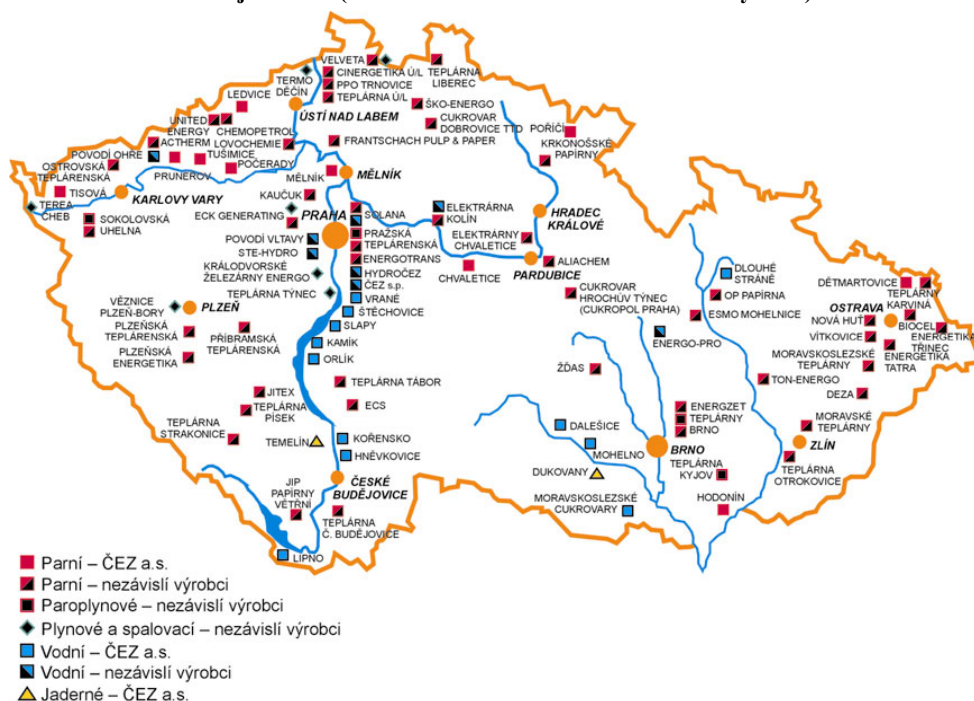 VELVETA
CINERGETIKA Ú/L
PPO TRNOVICE
TEPLÁRNA Ú/L
TERMO
DĚČÍN
TEPLÁRNA
LIBEREC
LEDVICE
ÚSTÍ NAD LABEM
ŠKO-ENERGO
CUKROVAR
DOBROVICE TTD
UNITED
ENERGY
CHEMOPETROL
LOVOCHEMIE
ACTHERM
FRANTSCHACH PULP & PAPER
POŘÍČÍ
KRKONOŠSKÉ
PAPÍRNY
POVODÍ OHŘE
OSTROVSKÁ
TEPLÁRENSKÁ
TUŠIMICE
POČERADY
PRUNEROV
MĚLNÍK
MĚLNÍK
TISOVÁ
KARLOVY VARY
TEREA
CHEB
KAUČUK
SOKOLOVSKÁ
UHELNA
ECK GENERATING
PRAHA
SOLANA
PRAŽSKÁ
TEPLÁRENSKÁ
ENERGOTRANS
HYDROČEZ
ČEZ s.p.
VRANÉ
ŠTĚCHOVICE
SLAPY
KAMÍK
ORLÍK
ELEKTRÁRNA
KOLÍN
ELEKTRÁRNY
CHVALETICE
HRADEC
KRÁLOVÉ
POVODÍ VLTAVY
STE-HYDRO
KRÁLODVORSKÉ
ŽELEZÁRNY ENERGO
TEPLÁRNA TÝNEC
CHVALETICE
PARDUBICE
ALIACHEM
CUKROVAR
HROCHŮV TÝNEC
(CUKROPOL PRAHA)
DLOUHÉ
STRÁNĚ
OP PAPÍRNA
ESMO MOHELNICE
ENERGO-PRO
DĚTMAROVICE
TEPLÁRNY
KARVINÁ
OSTRAVA
NOVÁ HUŤ
BIOCEL
ENERGETIKA
TŘINEC
VÍTKOVICE
ENERGETIKA
TATRA
MORAVSKOSLEZSKÉ
TEPLÁRNY
TON-ENERGO
DEZA
MORAVSKÉ
TEPLÁRNY
ZLÍN
TEPLÁRNA
OTROKOVICE
VĚZNICE
PLZEŇ-BORY
PLZEŇ
PLZEŇSKÁ
TEPLÁRENSKÁ
PLZEŇSKÁ
ENERGETIKA
PŘÍBRAMSKÁ
TEPLÁRENSKÁ
ŽĎAS
TEPLÁRNA TÁBOR
JITEX
TEPLÁRNA
PÍSEK
ECS
TEPLÁRNA
STRAKONICE
TEMELÍN
KOŘENSKO
HNĚVKOVICE
DALEŠICE
MOHELNO
DUKOVANY
ENERGZET
TEPLÁRNY
BRNO
BRNO
TEPLÁRNA
KYJOV
HODONÍN
MORAVSKOSLEZSKÉ
CUKROVARY
ČESKÉ
BUDĚJOVICE
JIP
PAPÍRNY
VĚTŘNÍ
TEPLÁRNA
Č. BUDĚJOVICE
LIPNO
Parní – ČEZ a.s.
Parní – nezávislí výrobci
Paroplynové – nezávislí výrobci
Plynové a spalovací – nezávislí výrobci
Vodní – ČEZ a.s.
Vodní – nezávislí výrobci
Jaderné – ČEZ a.s.